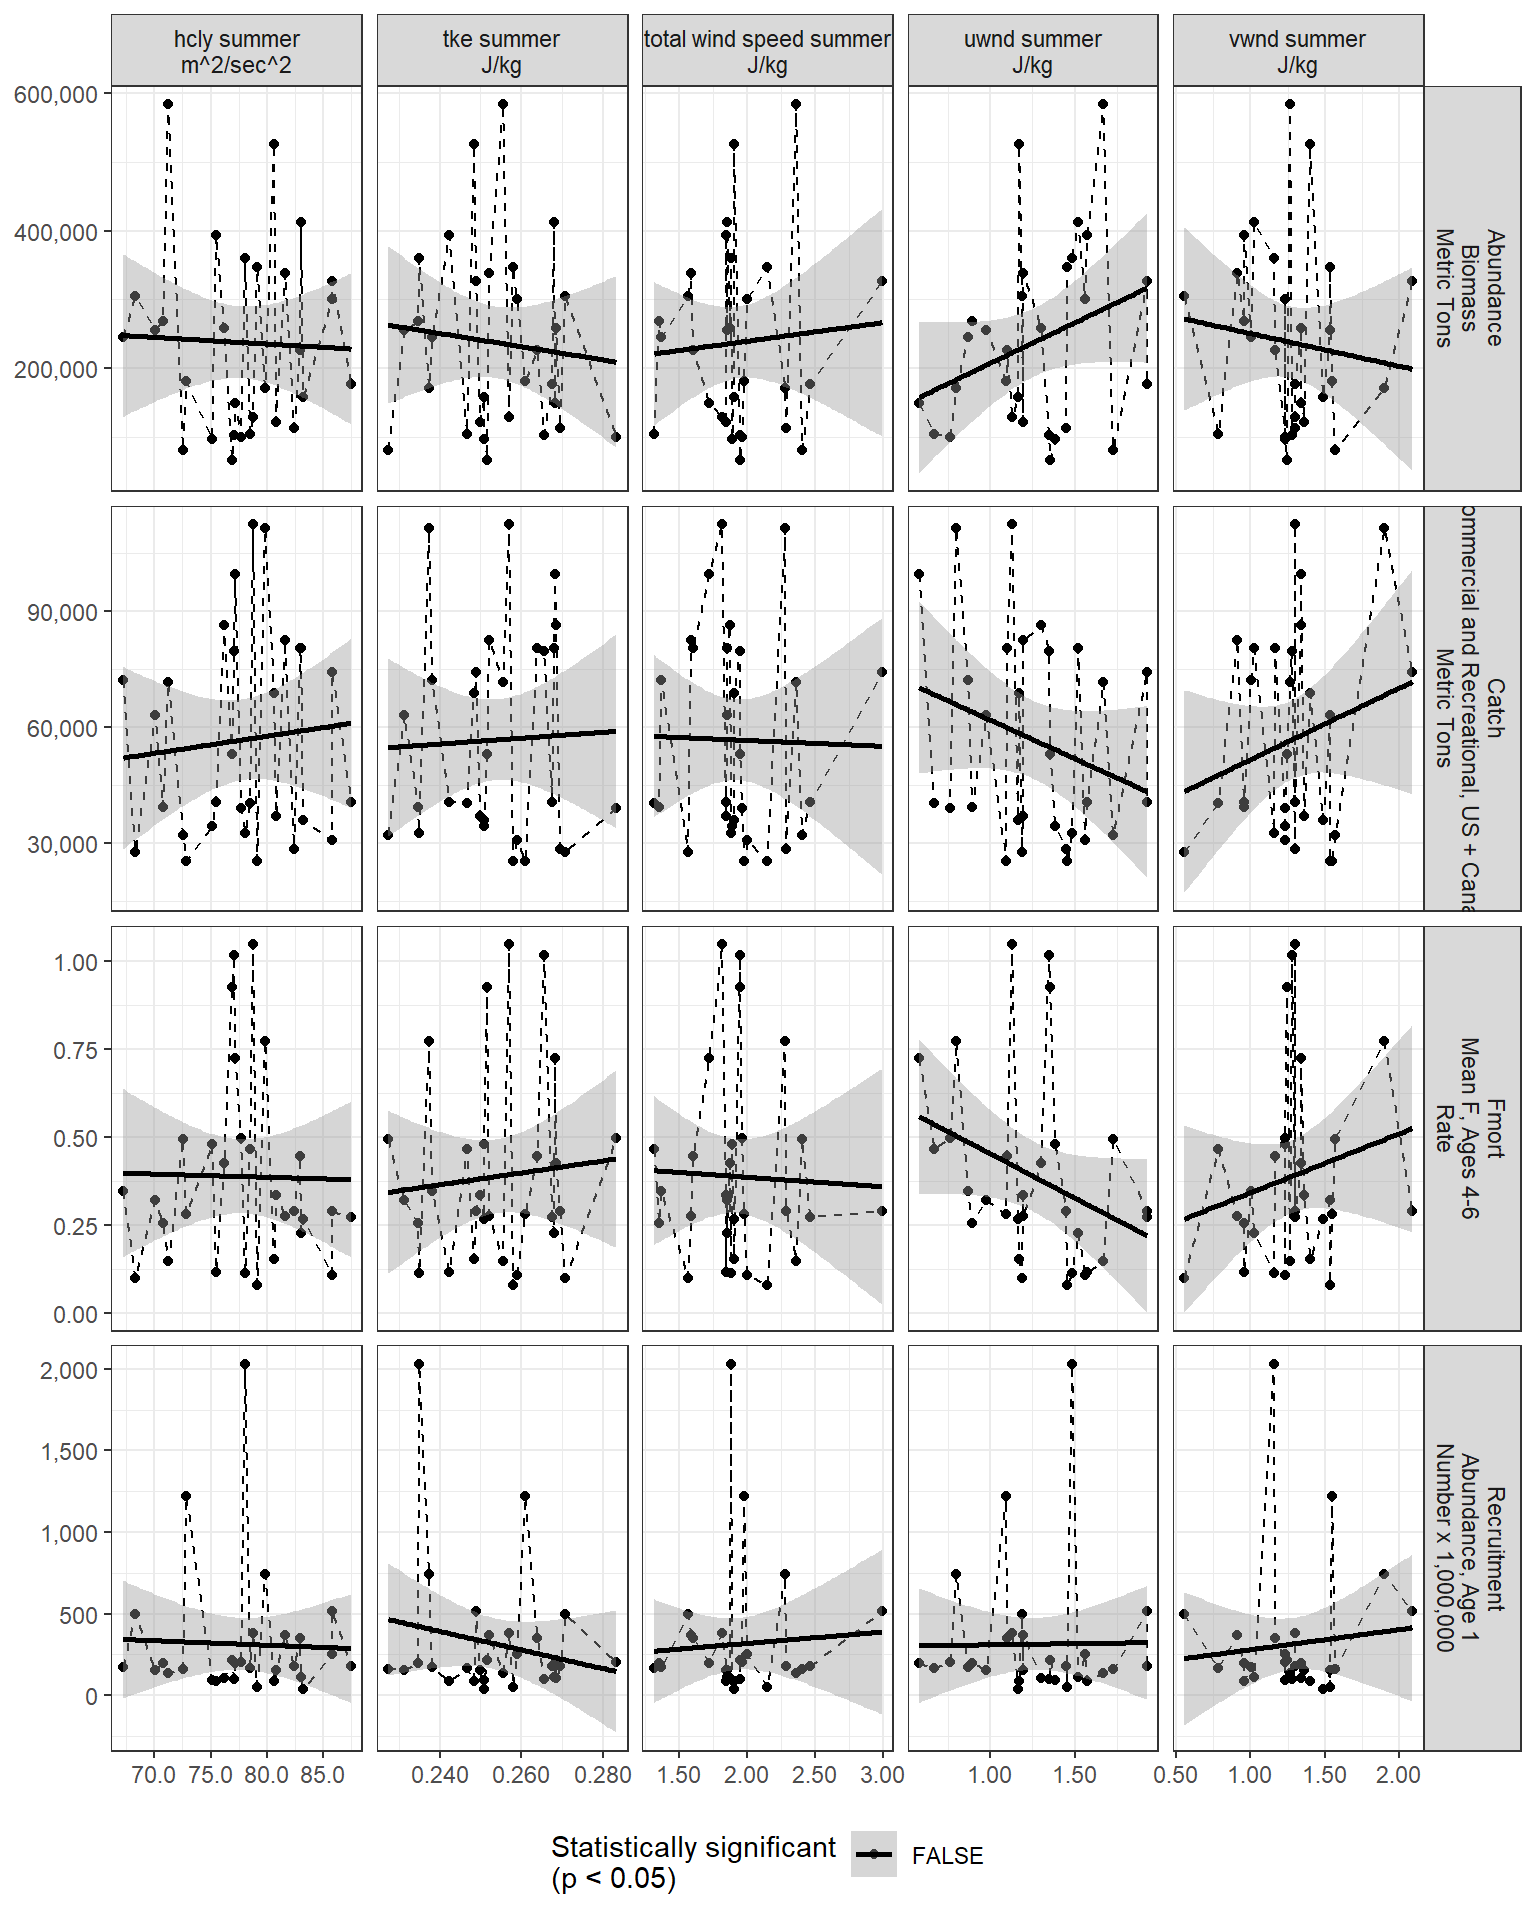 hcly summer
m^2/sec^2
tke summer
J/kg
total wind speed summer
J/kg
uwnd summer
J/kg
vwnd summer
J/kg
600,000
400,000
200,000
Abundance
Biomass
Metric Tons
90,000
60,000
30,000
Catch
ommercial and Recreational, US + Cana
Metric Tons
1.00
0.75
0.50
0.25
0.00
Fmort
Mean F, Ages 4-6
Rate
2,000
1,500
1,000
500
0
Recruitment
Abundance, Age 1
Number x 1,000,000
70.0 75.0 80.0 85.0
0.240 0.260 0.280
1.50 2.00 2.50 3.00
1.00 1.50
0.50 1.00 1.50 2.00
Statistically significant
(p < 0.05)
FALSE